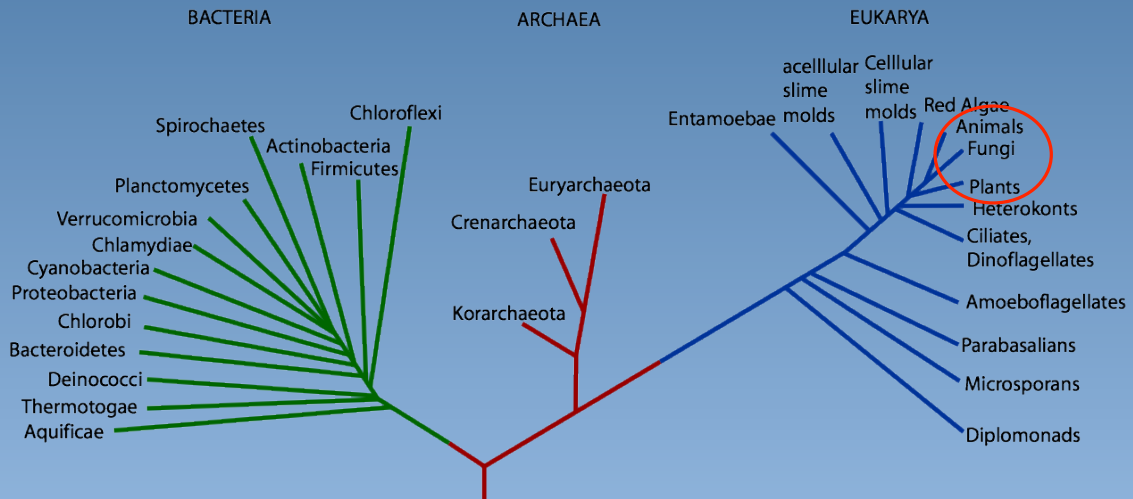 BACTERIA
ARCHAEA
EUKARYA
Spirochaetes
Chloroflexi
Actinobacteria
Firmicutes
Planctomycetes
Verrucomicrobia
Chlamydiae
Cyanobacteria
Proteobacteria
Chlorobi
Bacteroidetes
Deinococci
Thermotogae
Aquificae
Euryarchaeota
Crenarchaeota
Korarchaeota
Entamoebae
acelllular
slime
molds
Celllular
slime
molds
Red Algae
Animals
Fungi
Plants
Heterokonts
Ciliates,
Dinoflagellates
Amoeboflagellates
Parabasalians
Microsporans
Diplomonads